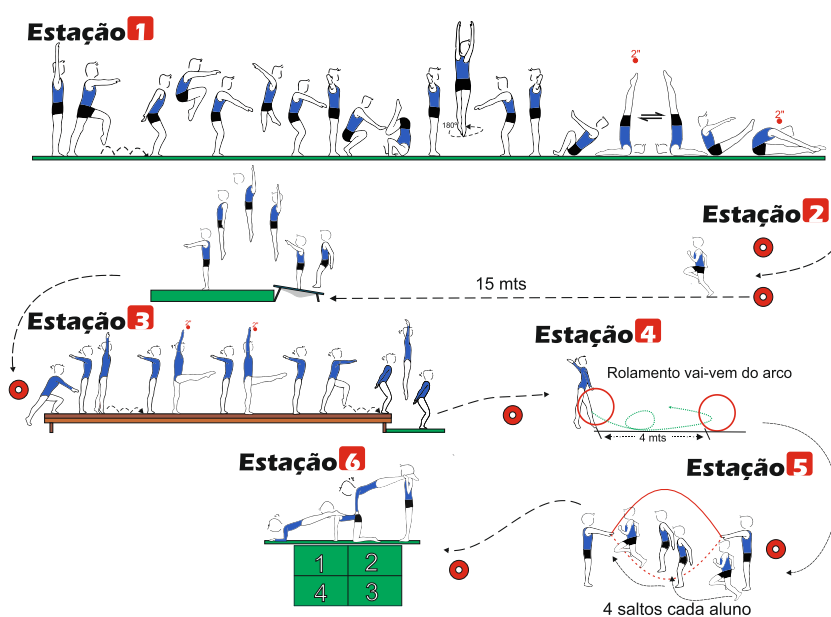 Estação 1
2"
180º
2"
Estação 2
15 mts
Estação 3
2"
2"
Estação 4
Rolamento vai-vem do arco
4 mts
Estação 6
Estação 5
1 2
4 3
4 saltos cada aluno